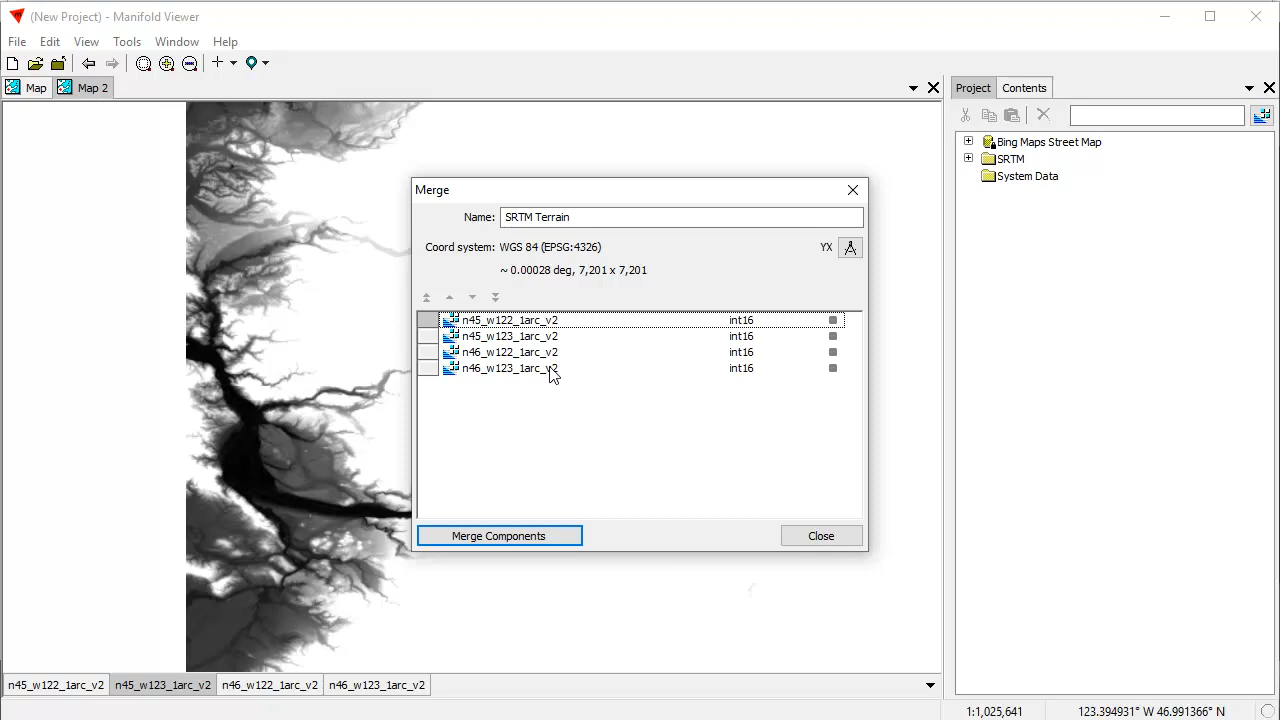 (New Project) - Manifold Viewer
File Edit View Tools Window Help
Map Map 2
Project Contents
Bing Maps Street Map
SRTM
System Data
Merge
Name: SRTM Terrain
Coord system: WGS 84 (EPSG:4326) YX
~ 0.00028 deg, 7,201 x 7,201
n45_w122_1arc_v2 int16
n45_w123_1arc_v2 int16
n46_w122_1arc_v2 int16
n46_w123_1arc_v2 int16
Merge Components Close
n45_w122_1arc_v2 n45_w123_1arc_v2 n46_w122_1arc_v2 n46_w123_1arc_v2
1:1,025,641 123.394931° W 46.991366° N